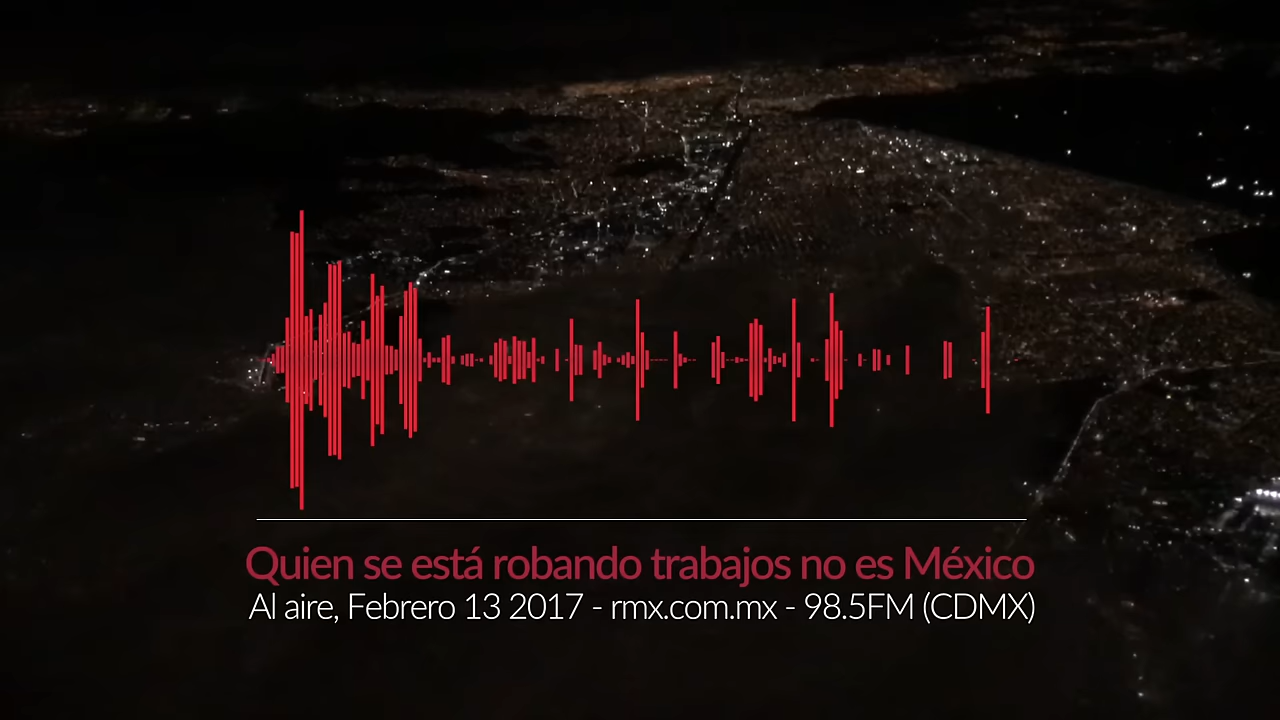 Quien se está robando trabajos no es México
Al aire, Febrero 13 2017 - rmx.com.mx - 98.5FM (CDMX)